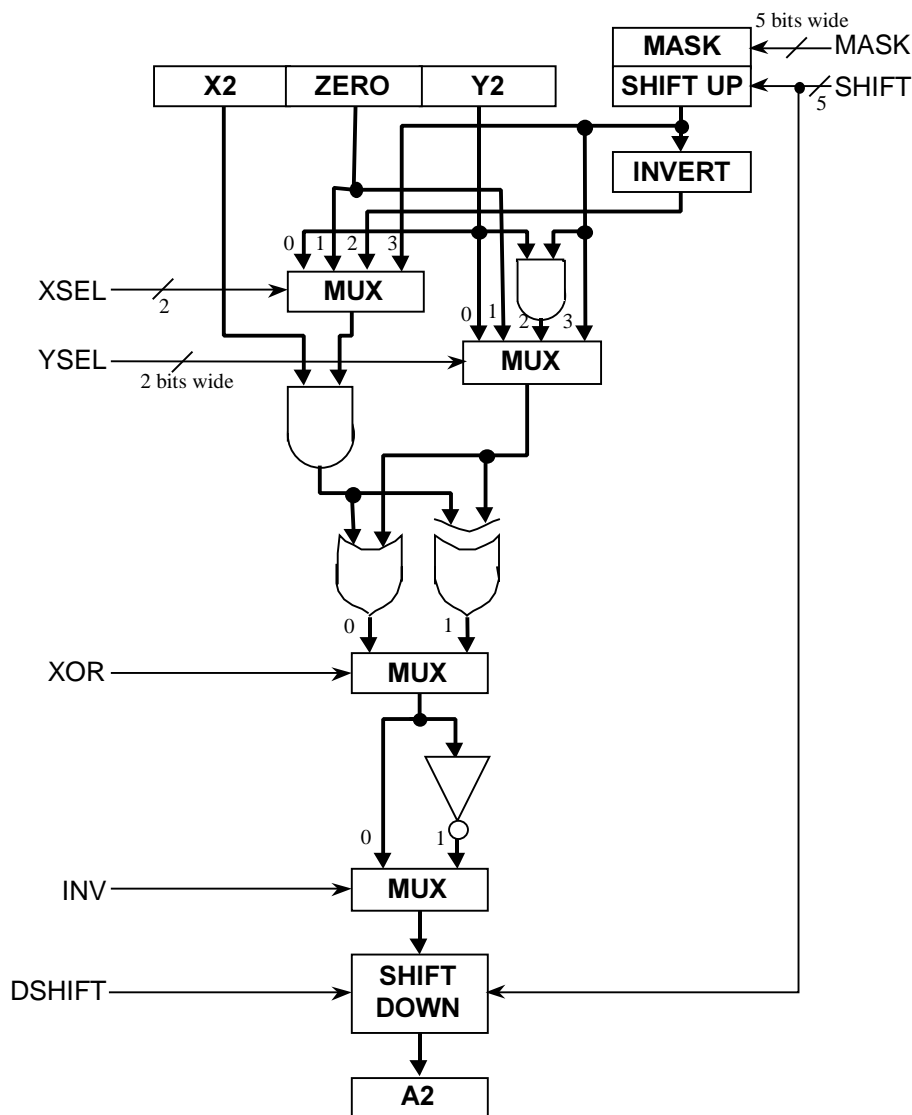 5 bits wide
MASK MASK
X2 ZERO Y2 SHIFT UP SHIFT
5
INVERT
0 1 2 3
XSEL 2 MUX
0 1 2 3
YSEL MUX
2 bits wide
0 1
XOR MUX
0 1
INV MUX
SHIFT
DSHIFT DOWN
A2